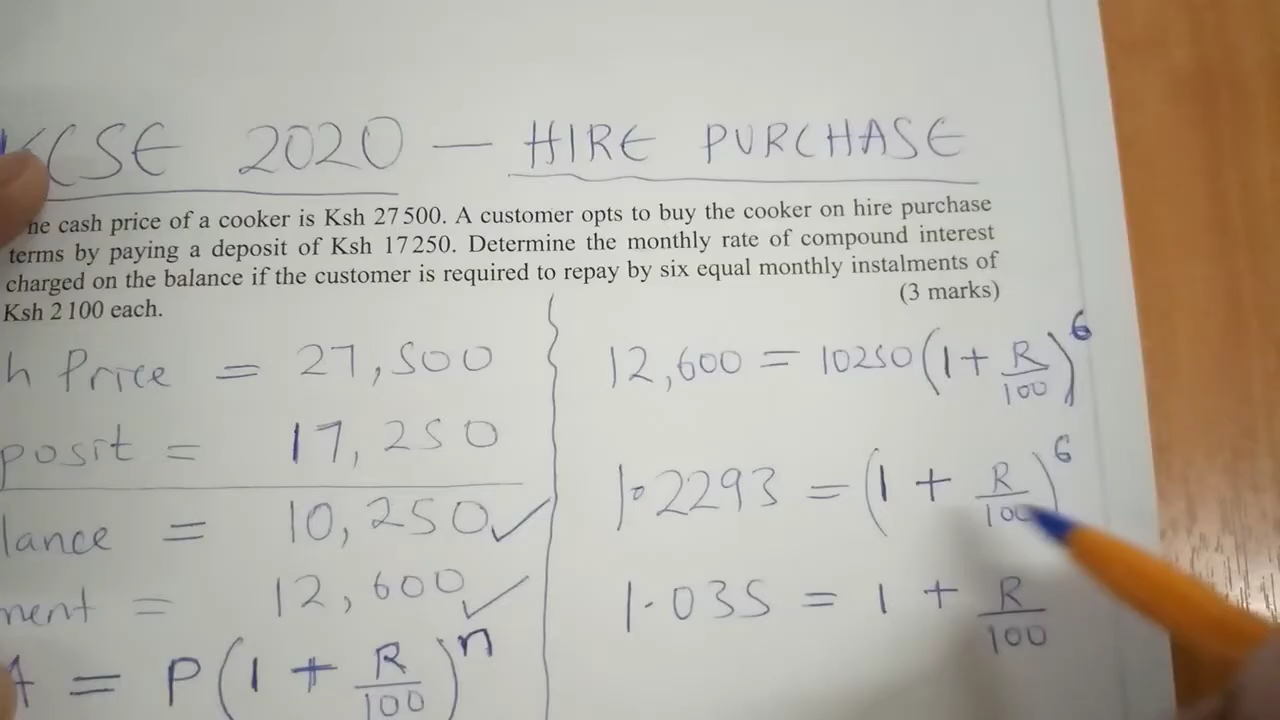 KCSE 2020 — HIRE PURCHASE
ne cash price of a cooker is Ksh 27 500. A customer opts to buy the cooker on hire purchase
terms by paying a deposit of Ksh 17 250. Determine the monthly rate of compound interest
charged on the balance if the customer is required to repay by six equal monthly instalments of
Ksh 2 100 each.
(3 marks)
h Price = 27,500
posit = 17,250
lance = 10,250 ✓
ment = 12,600 ✓
A = P(1 + R/100)^n
12,600 = 10250(1 + R/100)^6
1.2293 = (1 + R/100)^6
1.035 = 1 + R/100